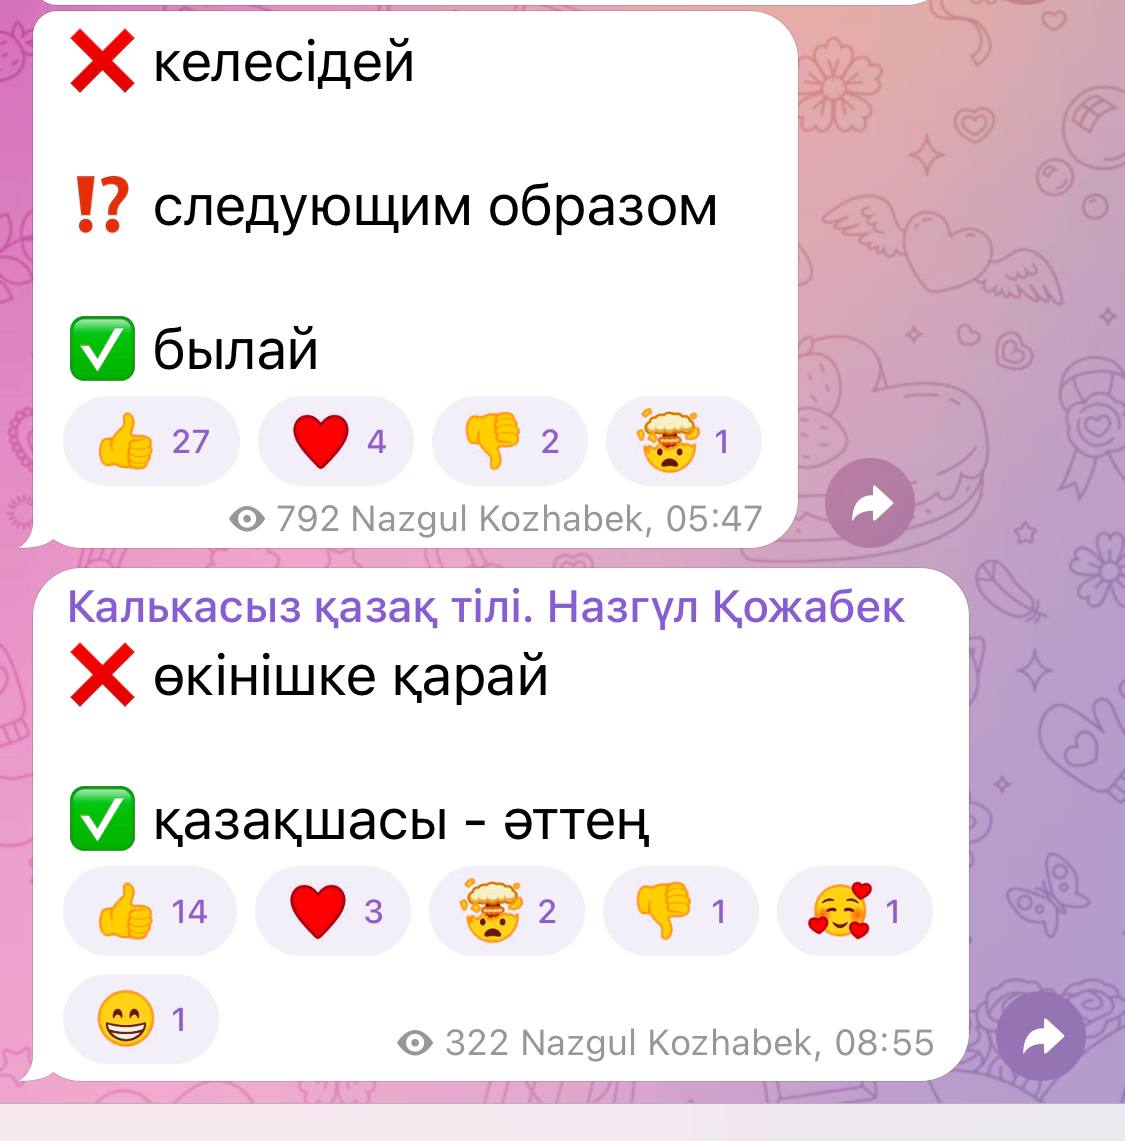 ❌ келесідей
⁉️ следующим образом
✅ былай
👍 27 ❤️ 4 👎 2 🤯 1
792 Nazgul Kozhabek, 05:47
Калькасыз қазақ тілі. Назгүл Қожабек
❌ өкінішке қарай
✅ қазақшасы - әттең
👍 14 ❤️ 3 🤯 2 👎 1 🥰 1
😁 1
322 Nazgul Kozhabek, 08:55